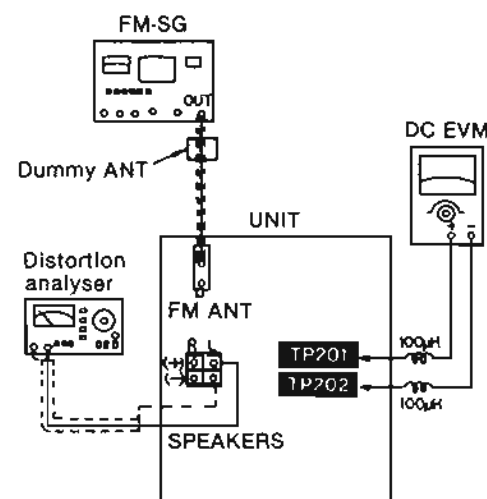 FM-SG
OUT
DC EVM
Dummy ANT
UNIT
+ -
Distortion
analyser
FM ANT
R L
(+)
(-)
100μH
TP201
TP202
100μH
SPEAKERS